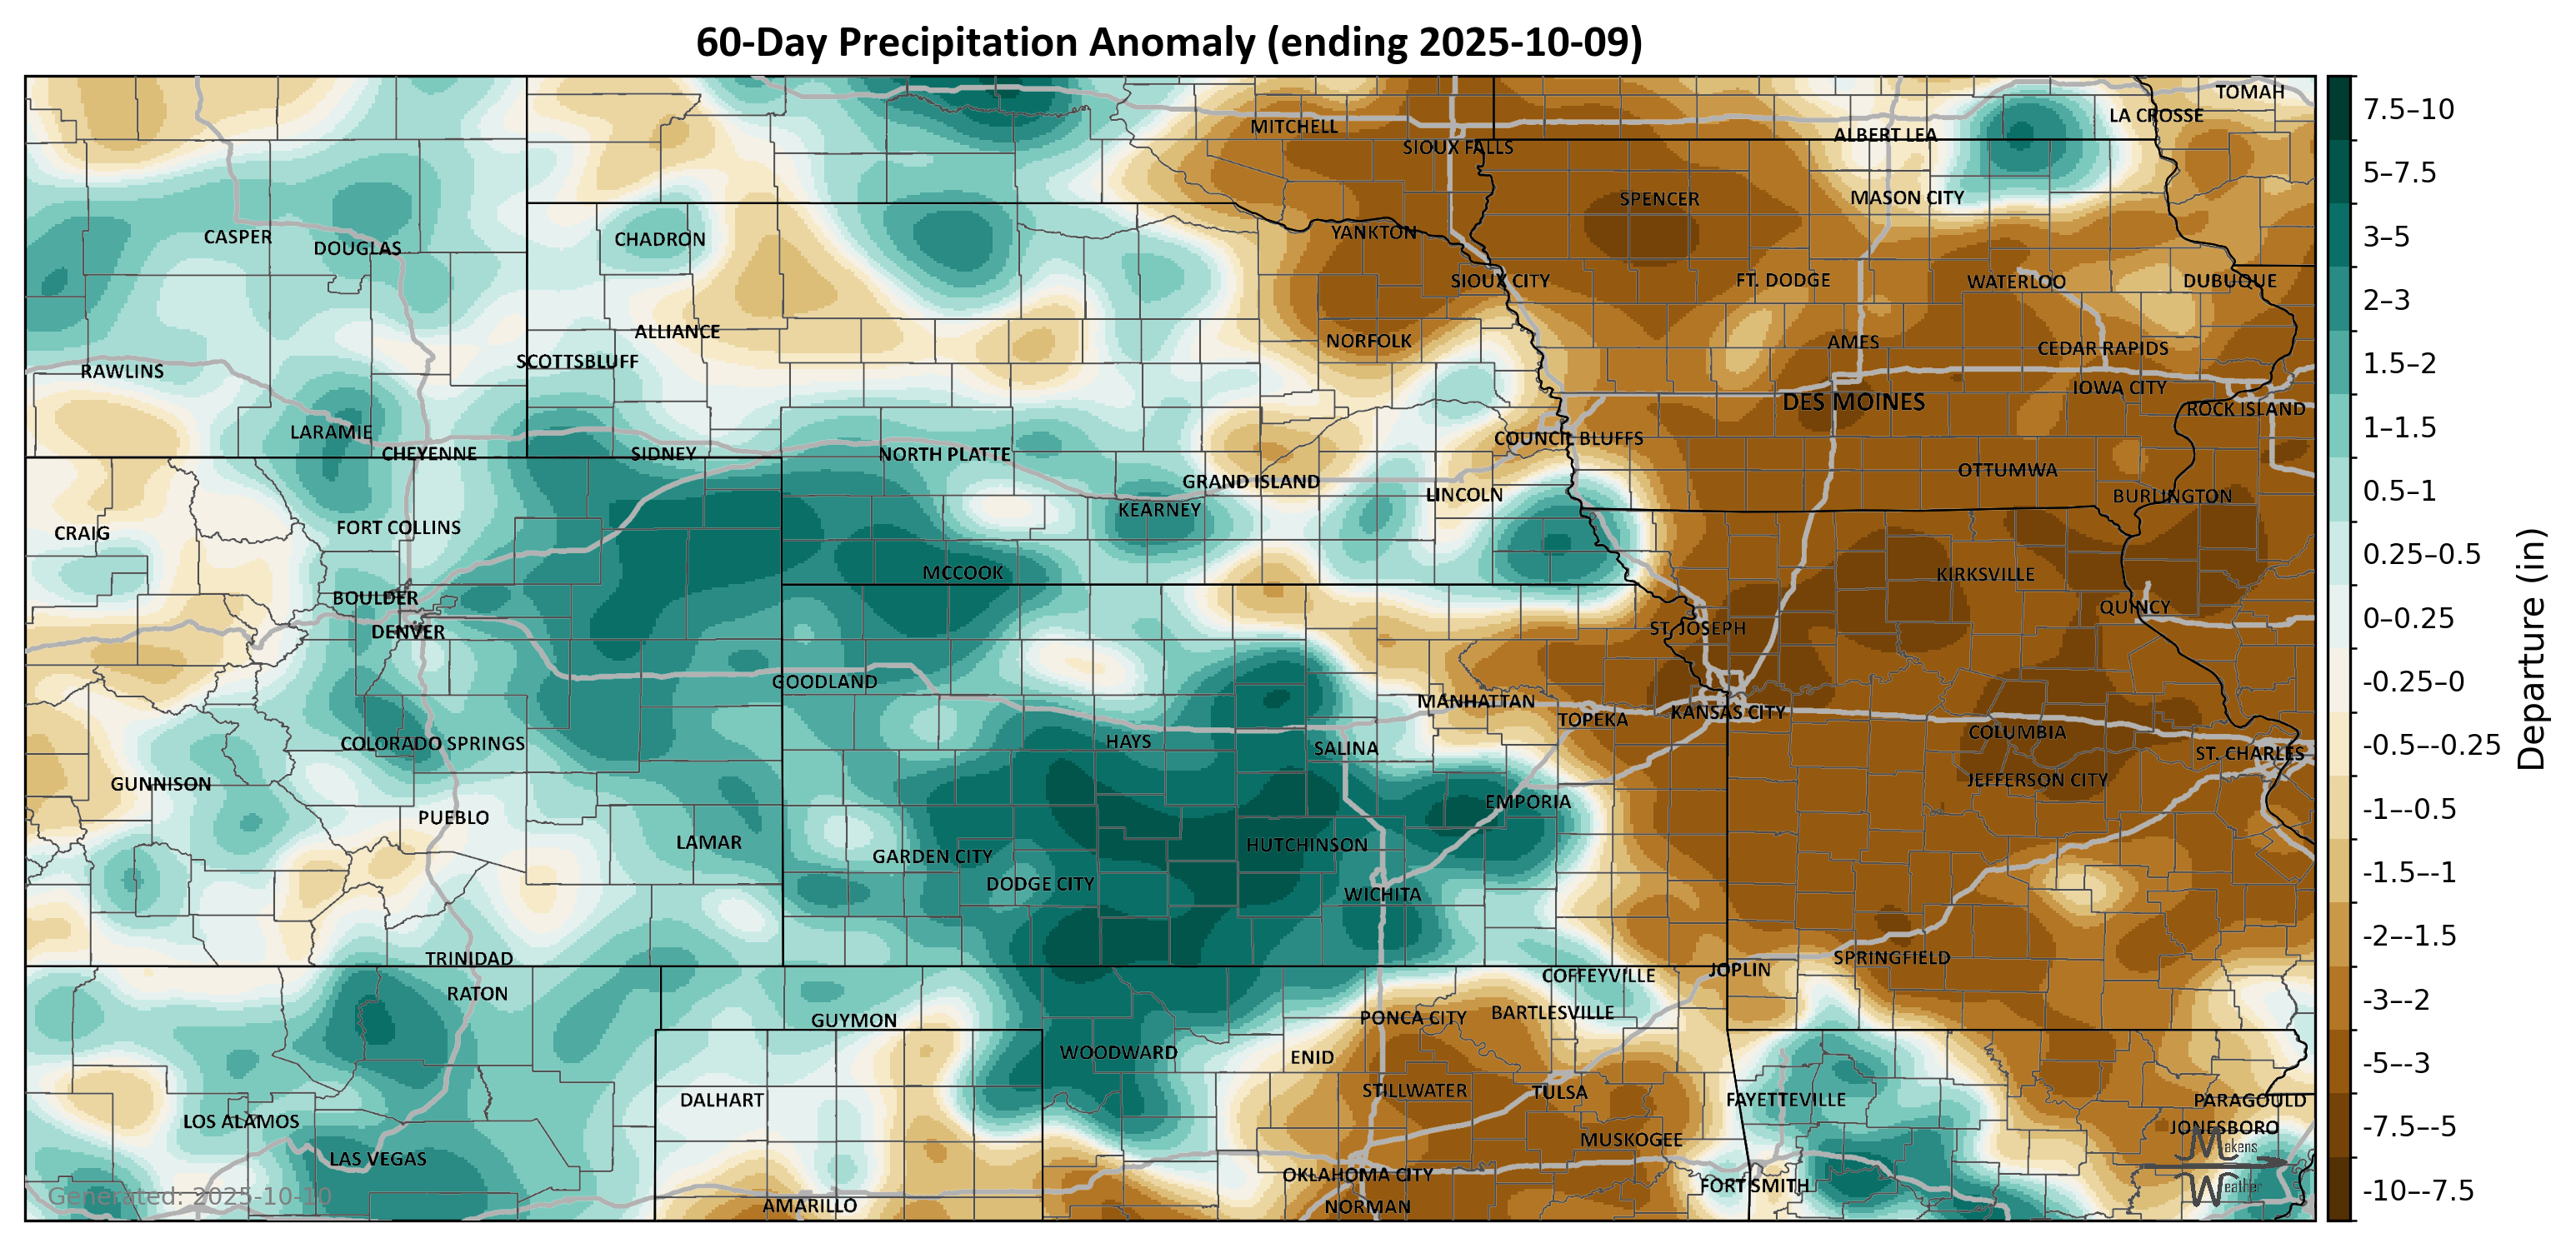 60-Day Precipitation Anomaly (ending 2025-10-09)
TOMAH
LA CROSSE
MITCHELL
ALBERT LEA
SIOUX FALLS
SPENCER
MASON CITY
YANKTON
CASPER
DOUGLAS
CHADRON
SIOUX CITY
FT. DODGE
WATERLOO
DUBUQUE
ALLIANCE
NORFOLK
AMES
CEDAR RAPIDS
SCOTTSBLUFF
RAWLINS
IOWA CITY
DES MOINES
ROCK ISLAND
LARAMIE
COUNCIL BLUFFS
CHEYENNE
SIDNEY
NORTH PLATTE
OTTUMWA
GRAND ISLAND
LINCOLN
BURLINGTON
KEARNEY
CRAIG
FORT COLLINS
MCCOOK
KIRKSVILLE
BOULDER
QUINCY
DENVER
ST. JOSEPH
GOODLAND
MANHATTAN
TOPEKA
KANSAS CITY
COLUMBIA
COLORADO SPRINGS
HAYS
SALINA
ST. CHARLES
GUNNISON
JEFFERSON CITY
EMPORIA
PUEBLO
LAMAR
HUTCHINSON
GARDEN CITY
DODGE CITY
WICHITA
TRINIDAD
SPRINGFIELD
JOPLIN
COFFEYVILLE
RATON
GUYMON
PONCA CITY
BARTLESVILLE
WOODWARD
ENID
STILLWATER
TULSA
DALHART
FAYETTEVILLE
PARAGOULD
LOS ALAMOS
JONESBORO
MUSKOGEE
LAS VEGAS
OKLAHOMA CITY
FORT SMITH
AMARILLO
NORMAN
Generated: 2025-10-10
Makens
Weather
7.5–10
5–7.5
3–5
2–3
1.5–2
1–1.5
0.5–1
0.25–0.5
0–0.25
-0.25–0
-0.5–-0.25
-1–-0.5
-1.5–-1
-2–-1.5
-3–-2
-5–-3
-7.5–-5
-10–-7.5
Departure (in)